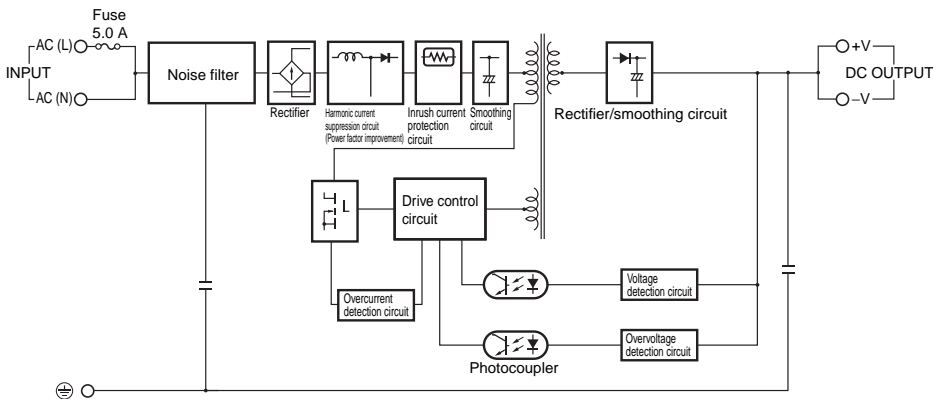 Fuse
5.0 A
AC (L)
INPUT
AC (N)
Noise filter
Rectifier
Harmonic current
suppression circuit
(Power factor improvement)
Inrush current
protection
circuit
Smoothing
circuit
Rectifier/smoothing circuit
+V
DC OUTPUT
–V
Drive control
circuit
Overcurrent
detection circuit
Voltage
detection circuit
Overvoltage
detection circuit
Photocoupler